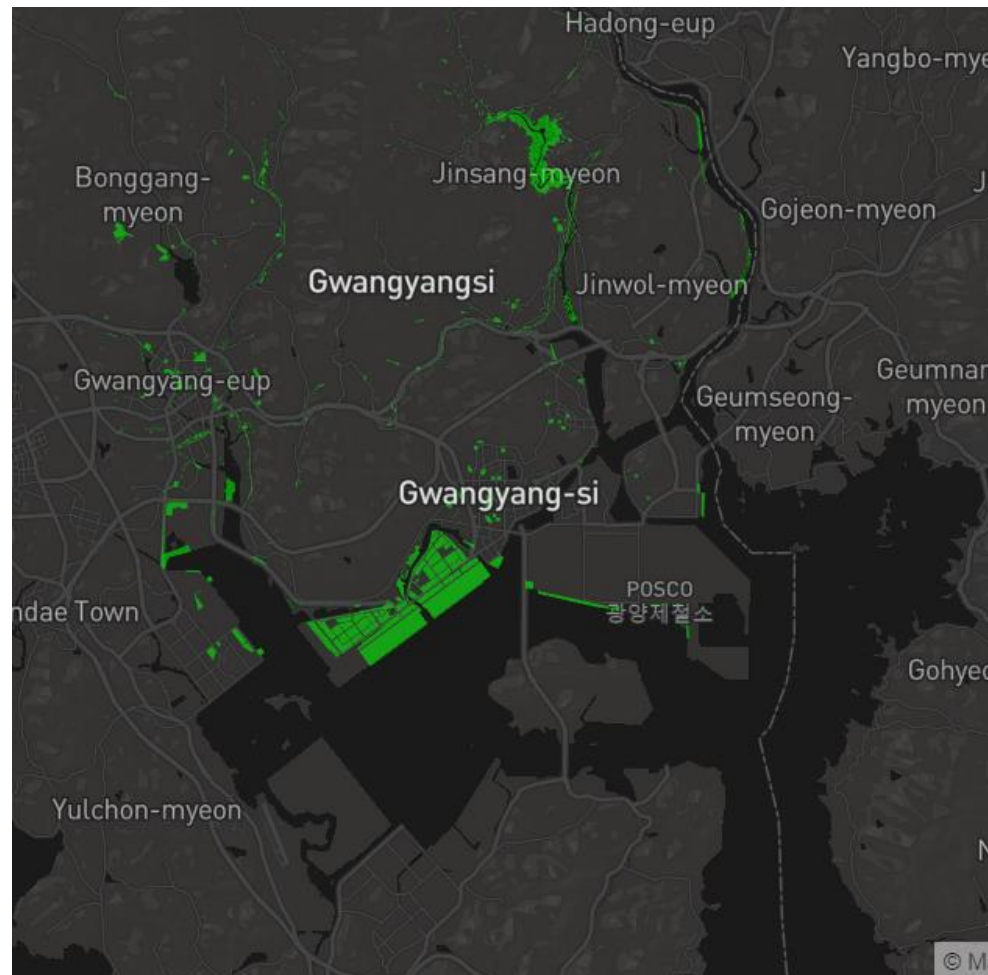 Hadong-eup
Yangbo-mye
Bonggang-
myeon
Jinsang-myeon
J
Gojeon-myeon
Gwangyangsi
Jinwol-myeon
Gwangyang-eup
Geumnan
myeon
Geumseong-
myeon
Gwangyang-si
POSCO
광양제철소
ndae Town
Gohyeo
Yulchon-myeon
N
© M